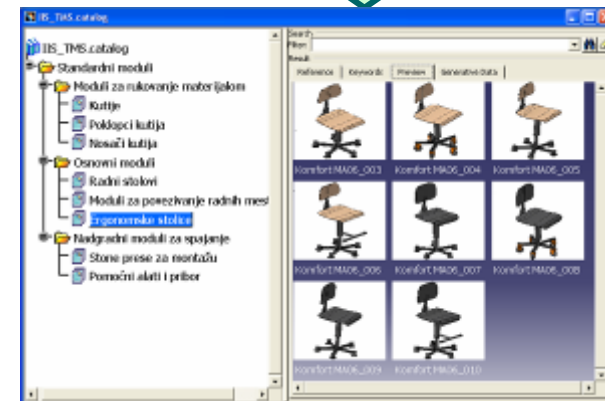 IIS_TMS.catalog
IIS_TMS.catalog
Standardni moduli
Moduli za rukovanje materijalom
Kutije
Poklopci kutija
Nosači kutija
Osnovni moduli
Radni stolovi
Moduli za povezivanje radnih mest
Ergonomske stolice
Nadgradni moduli za spajanje
Stone prese za montažu
Pomoćni alati i pribor
Search
Filter:
Result
Reference Keywords Preview Generative Data
Komfort MA06_003 Komfort MA06_004 Komfort MA06_005
Komfort MA06_006 Komfort MA06_007 Komfort MA06_008
Komfort MA06_009 Komfort MA06_010